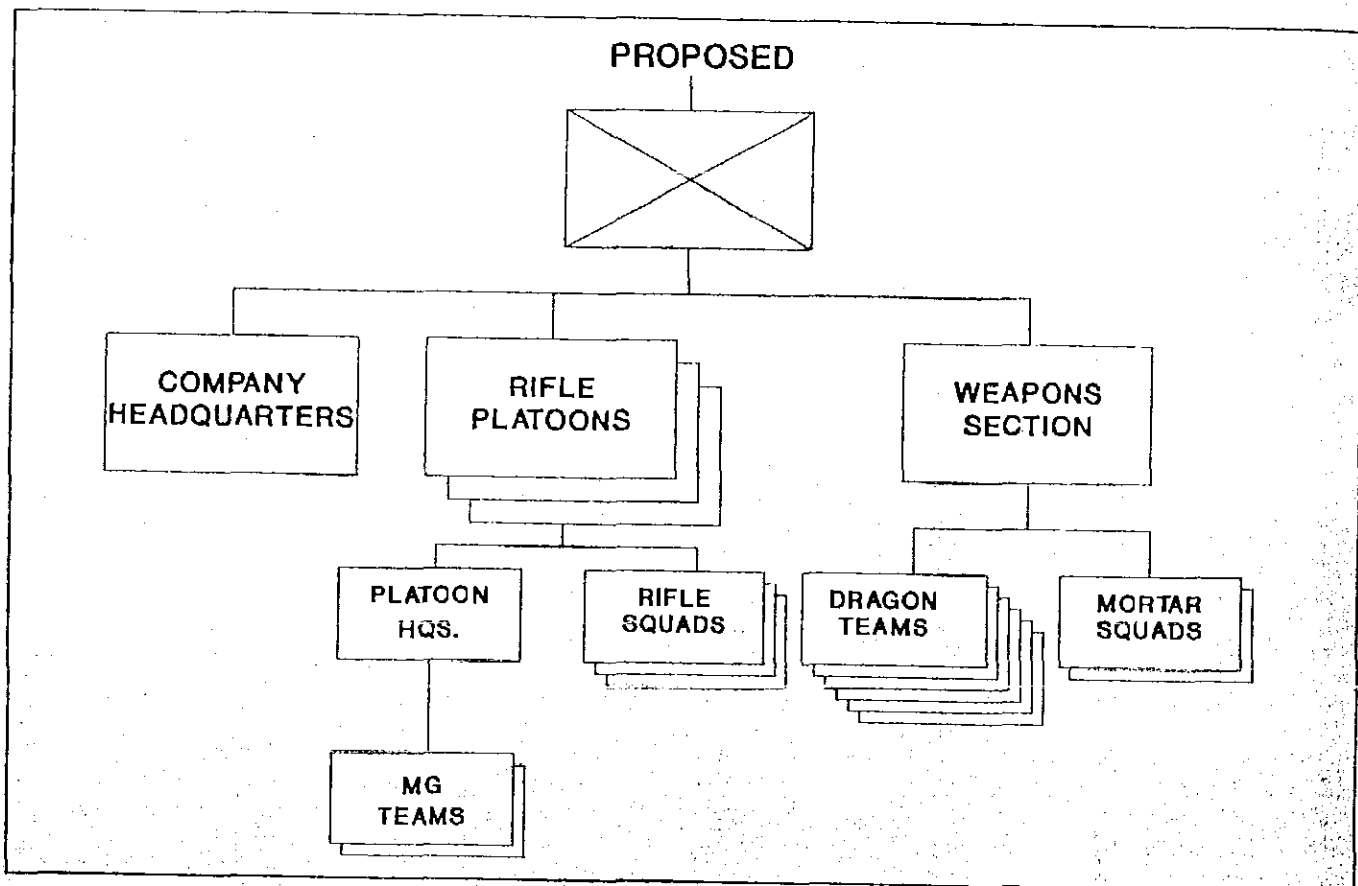 PROPOSED
COMPANY
HEADQUARTERS
RIFLE
PLATOONS
WEAPONS
SECTION
PLATOON
HQS.
RIFLE
SQUADS
DRAGON
TEAMS
MORTAR
SQUADS
MG
TEAMS